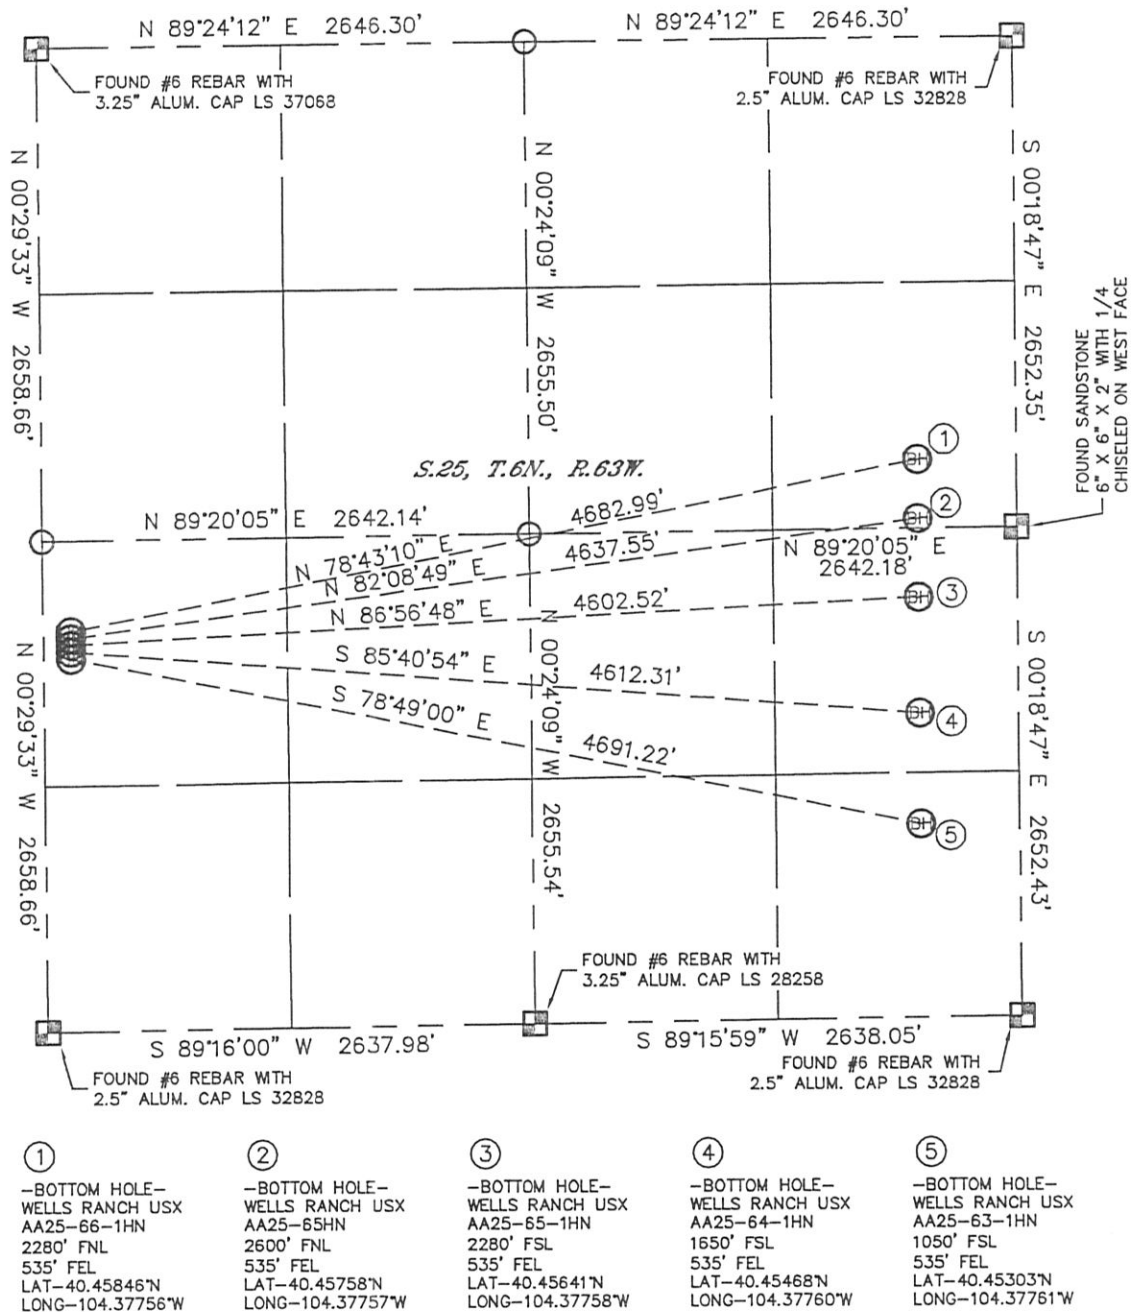 N 89°24'12" E 2646.30'
N 89°24'12" E 2646.30'
FOUND #6 REBAR WITH
3.25" ALUM. CAP LS 37068
FOUND #6 REBAR WITH
2.5" ALUM. CAP LS 32828
N 00°29'33" W 2658.66'
N 00°24'09" W 2655.50'
S 00°18'47" E 2652.35'
FOUND SANDSTONE
6" X 6" X 2" WITH 1/4
CHISELED ON WEST FACE
S.25, T.6N., R.63W.
BH 1
BH 2
N 89°20'05" E 2642.14'
4682.99'
N 78°43'10" E
4637.55'
N 89°20'05" E
2642.18'
N 82°08'49" E
N 86°56'48" E
4602.52'
BH 3
S 85°40'54" E
4612.31'
BH 4
S 78°49'00" E
4691.22'
BH 5
N 00°29'33" W 2658.66'
N 00°24'09" W 2655.54'
S 00°18'47" E 2652.43'
FOUND #6 REBAR WITH
3.25" ALUM. CAP LS 28258
S 89°16'00" W 2637.98'
S 89°15'59" W 2638.05'
FOUND #6 REBAR WITH
2.5" ALUM. CAP LS 32828
FOUND #6 REBAR WITH
2.5" ALUM. CAP LS 32828
1
-BOTTOM HOLE-
WELLS RANCH USX
AA25-66-1HN
2280' FNL
535' FEL
LAT-40.45846°N
LONG-104.37756°W
2
-BOTTOM HOLE-
WELLS RANCH USX
AA25-65HN
2600' FNL
535' FEL
LAT-40.45758°N
LONG-104.37757°W
3
-BOTTOM HOLE-
WELLS RANCH USX
AA25-65-1HN
2280' FSL
535' FEL
LAT-40.45641°N
LONG-104.37758°W
4
-BOTTOM HOLE-
WELLS RANCH USX
AA25-64-1HN
1650' FSL
535' FEL
LAT-40.45468°N
LONG-104.37760°W
5
-BOTTOM HOLE-
WELLS RANCH USX
AA25-63-1HN
1050' FSL
535' FEL
LAT-40.45303°N
LONG-104.37761°W